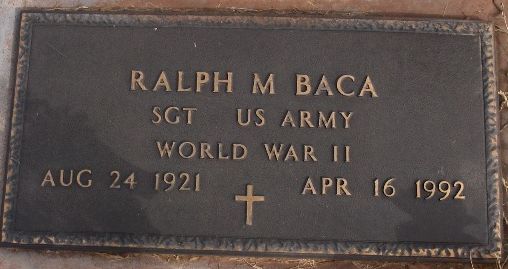 RALPH M BACA
SGT US ARMY
WORLD WAR II
AUG 24 1921 APR 16 1992